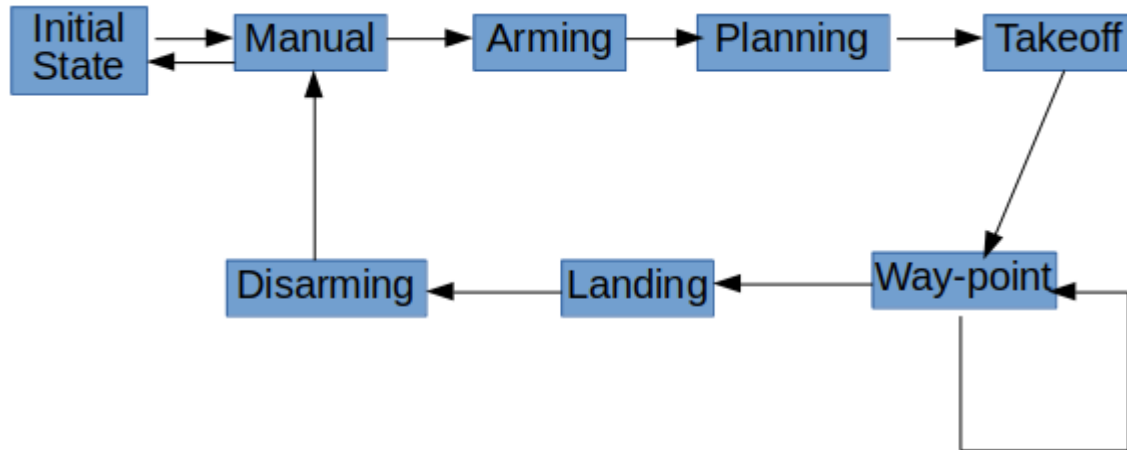 Initial
State
Manual
Arming
Planning
Takeoff
Disarming
Landing
Way-point